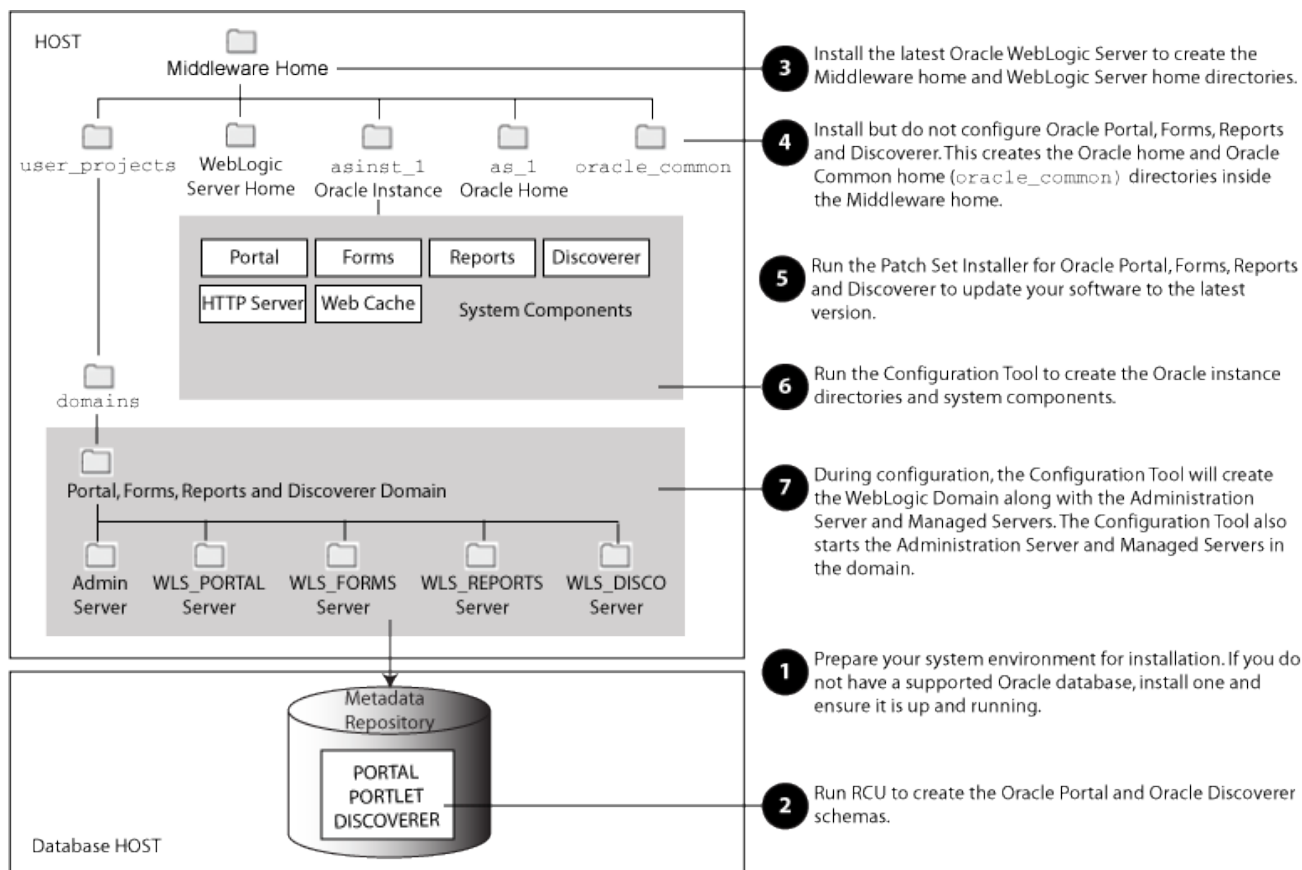 HOST
Middleware Home
user_projects
WebLogic
Server Home
asinst_1
Oracle Instance
as_1
Oracle Home
oracle_common
Portal
Forms
Reports
Discoverer
HTTP Server
Web Cache
System Components
domains
Portal, Forms, Reports and Discoverer Domain
Admin
Server
WLS_PORTAL
Server
WLS_FORMS
Server
WLS_REPORTS
Server
WLS_DISCO
Server
Metadata
Repository
PORTAL
PORTLET
DISCOVERER
Database HOST
3
Install the latest Oracle WebLogic Server to create the
Middleware home and WebLogic Server home directories.
4
Install but do not configure Oracle Portal, Forms, Reports
and Discoverer. This creates the Oracle home and Oracle
Common home (oracle_common) directories inside
the Middleware home.
5
Run the Patch Set Installer for Oracle Portal, Forms, Reports
and Discoverer to update your software to the latest
version.
6
Run the Configuration Tool to create the Oracle instance
directories and system components.
7
During configuration, the Configuration Tool will create
the WebLogic Domain along with the Administration
Server and Managed Servers. The Configuration Tool also
starts the Administration Server and Managed Servers in
the domain.
1
Prepare your system environment for installation. If you do
not have a supported Oracle database, install one and
ensure it is up and running.
2
Run RCU to create the Oracle Portal and Oracle Discoverer
schemas.